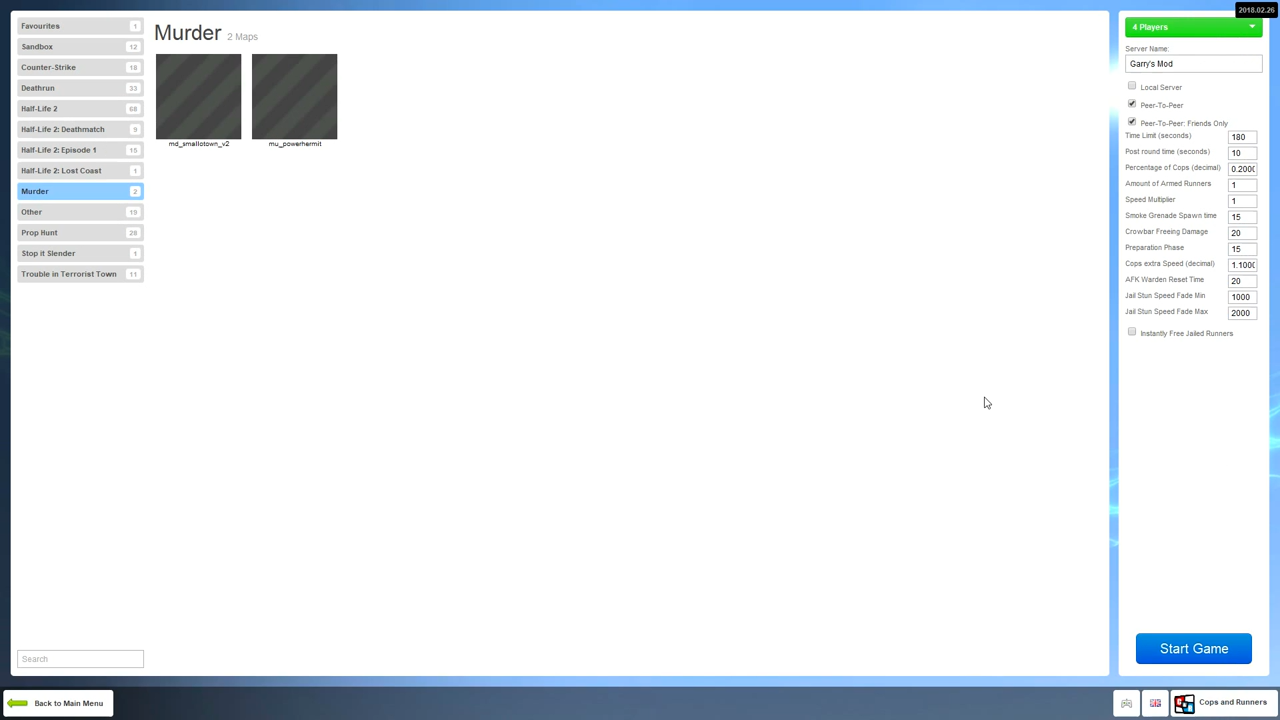 2018.02.26
Favourites 1
Sandbox 12
Counter-Strike 18
Deathrun 33
Half-Life 2 68
Half-Life 2: Deathmatch 9
Half-Life 2: Episode 1 15
Half-Life 2: Lost Coast 1
Murder 2
Other 19
Prop Hunt 28
Stop it Slender 1
Trouble in Terrorist Town 11
Search
Murder 2 Maps
md_smallotown_v2
mu_powerhermit
4 Players
Server Name:
Garry's Mod
Local Server
Peer-To-Peer
Peer-To-Peer: Friends Only
Time Limit (seconds) 180
Post round time (seconds) 10
Percentage of Cops (decimal) 0.200
Amount of Armed Runners 1
Speed Multiplier 1
Smoke Grenade Spawn time 15
Crowbar Freeing Damage 20
Preparation Phase 15
Cops extra Speed (decimal) 1.100
AFK Warden Reset Time 20
Jail Stun Speed Fade Min 1000
Jail Stun Speed Fade Max 2000
Instantly Free Jailed Runners
Start Game
Back to Main Menu
Cops and Runners